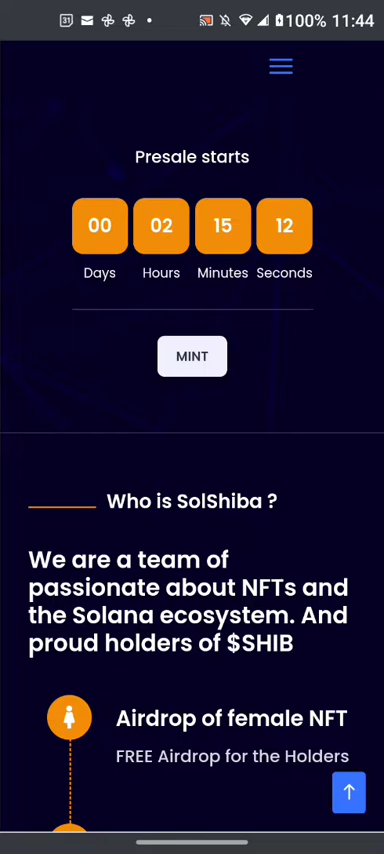 31
100% 11:44
Presale starts
00 02 15 12
Days Hours Minutes Seconds
MINT
Who is SolShiba ?
We are a team of
passionate about NFTs and
the Solana ecosystem. And
proud holders of $SHIB
Airdrop of female NFT
FREE Airdrop for the Holders